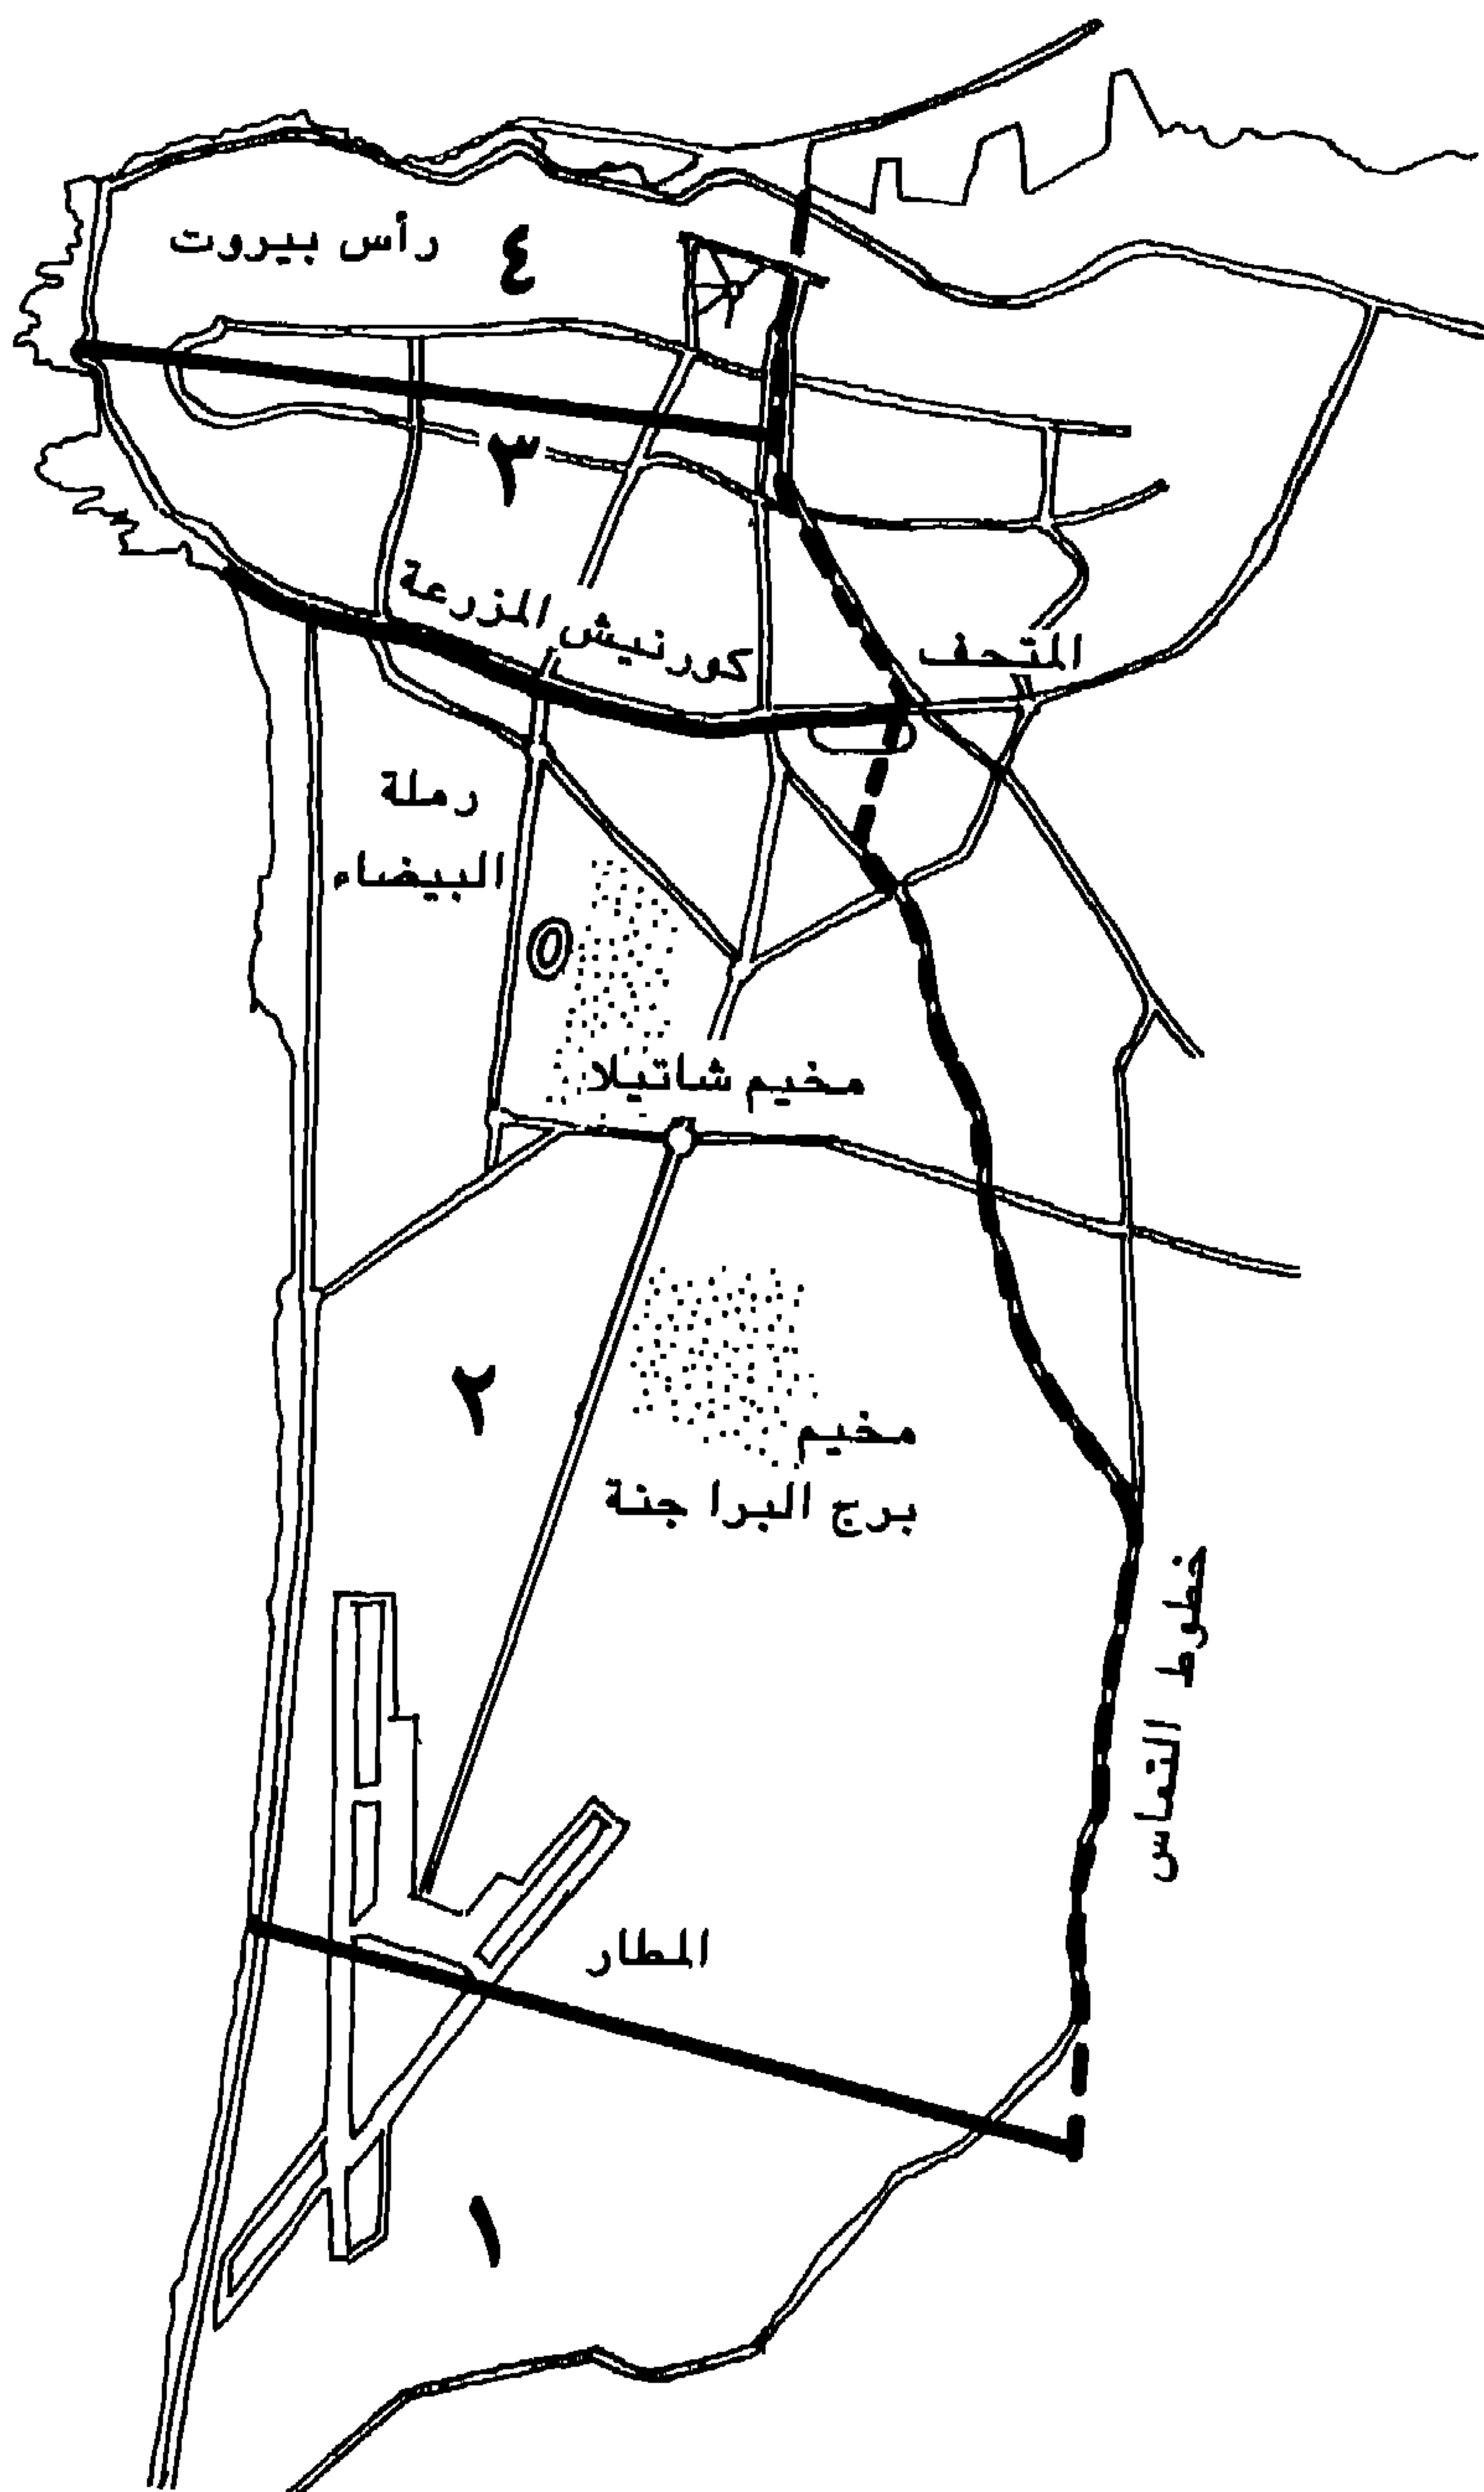 رأس بيروت
٤
٣
كورنيش المزرعة
المتحف
رملة
البيضاء
٥
مخيم شاتيلا
مخيم
برج البراجنة
٢
خطوط التماس
المطار
١